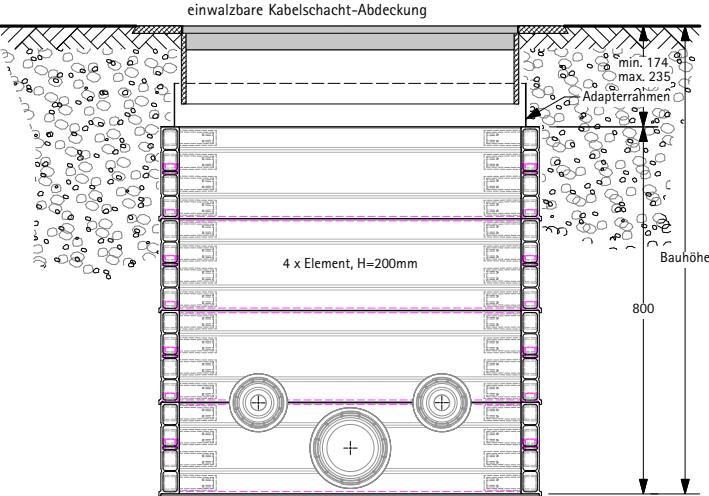 einwalzbare Kabelschacht-Abdeckung
min. 174
max. 235
Adapterrahmen
4 x Element, H=200mm
Bauhöhe
800